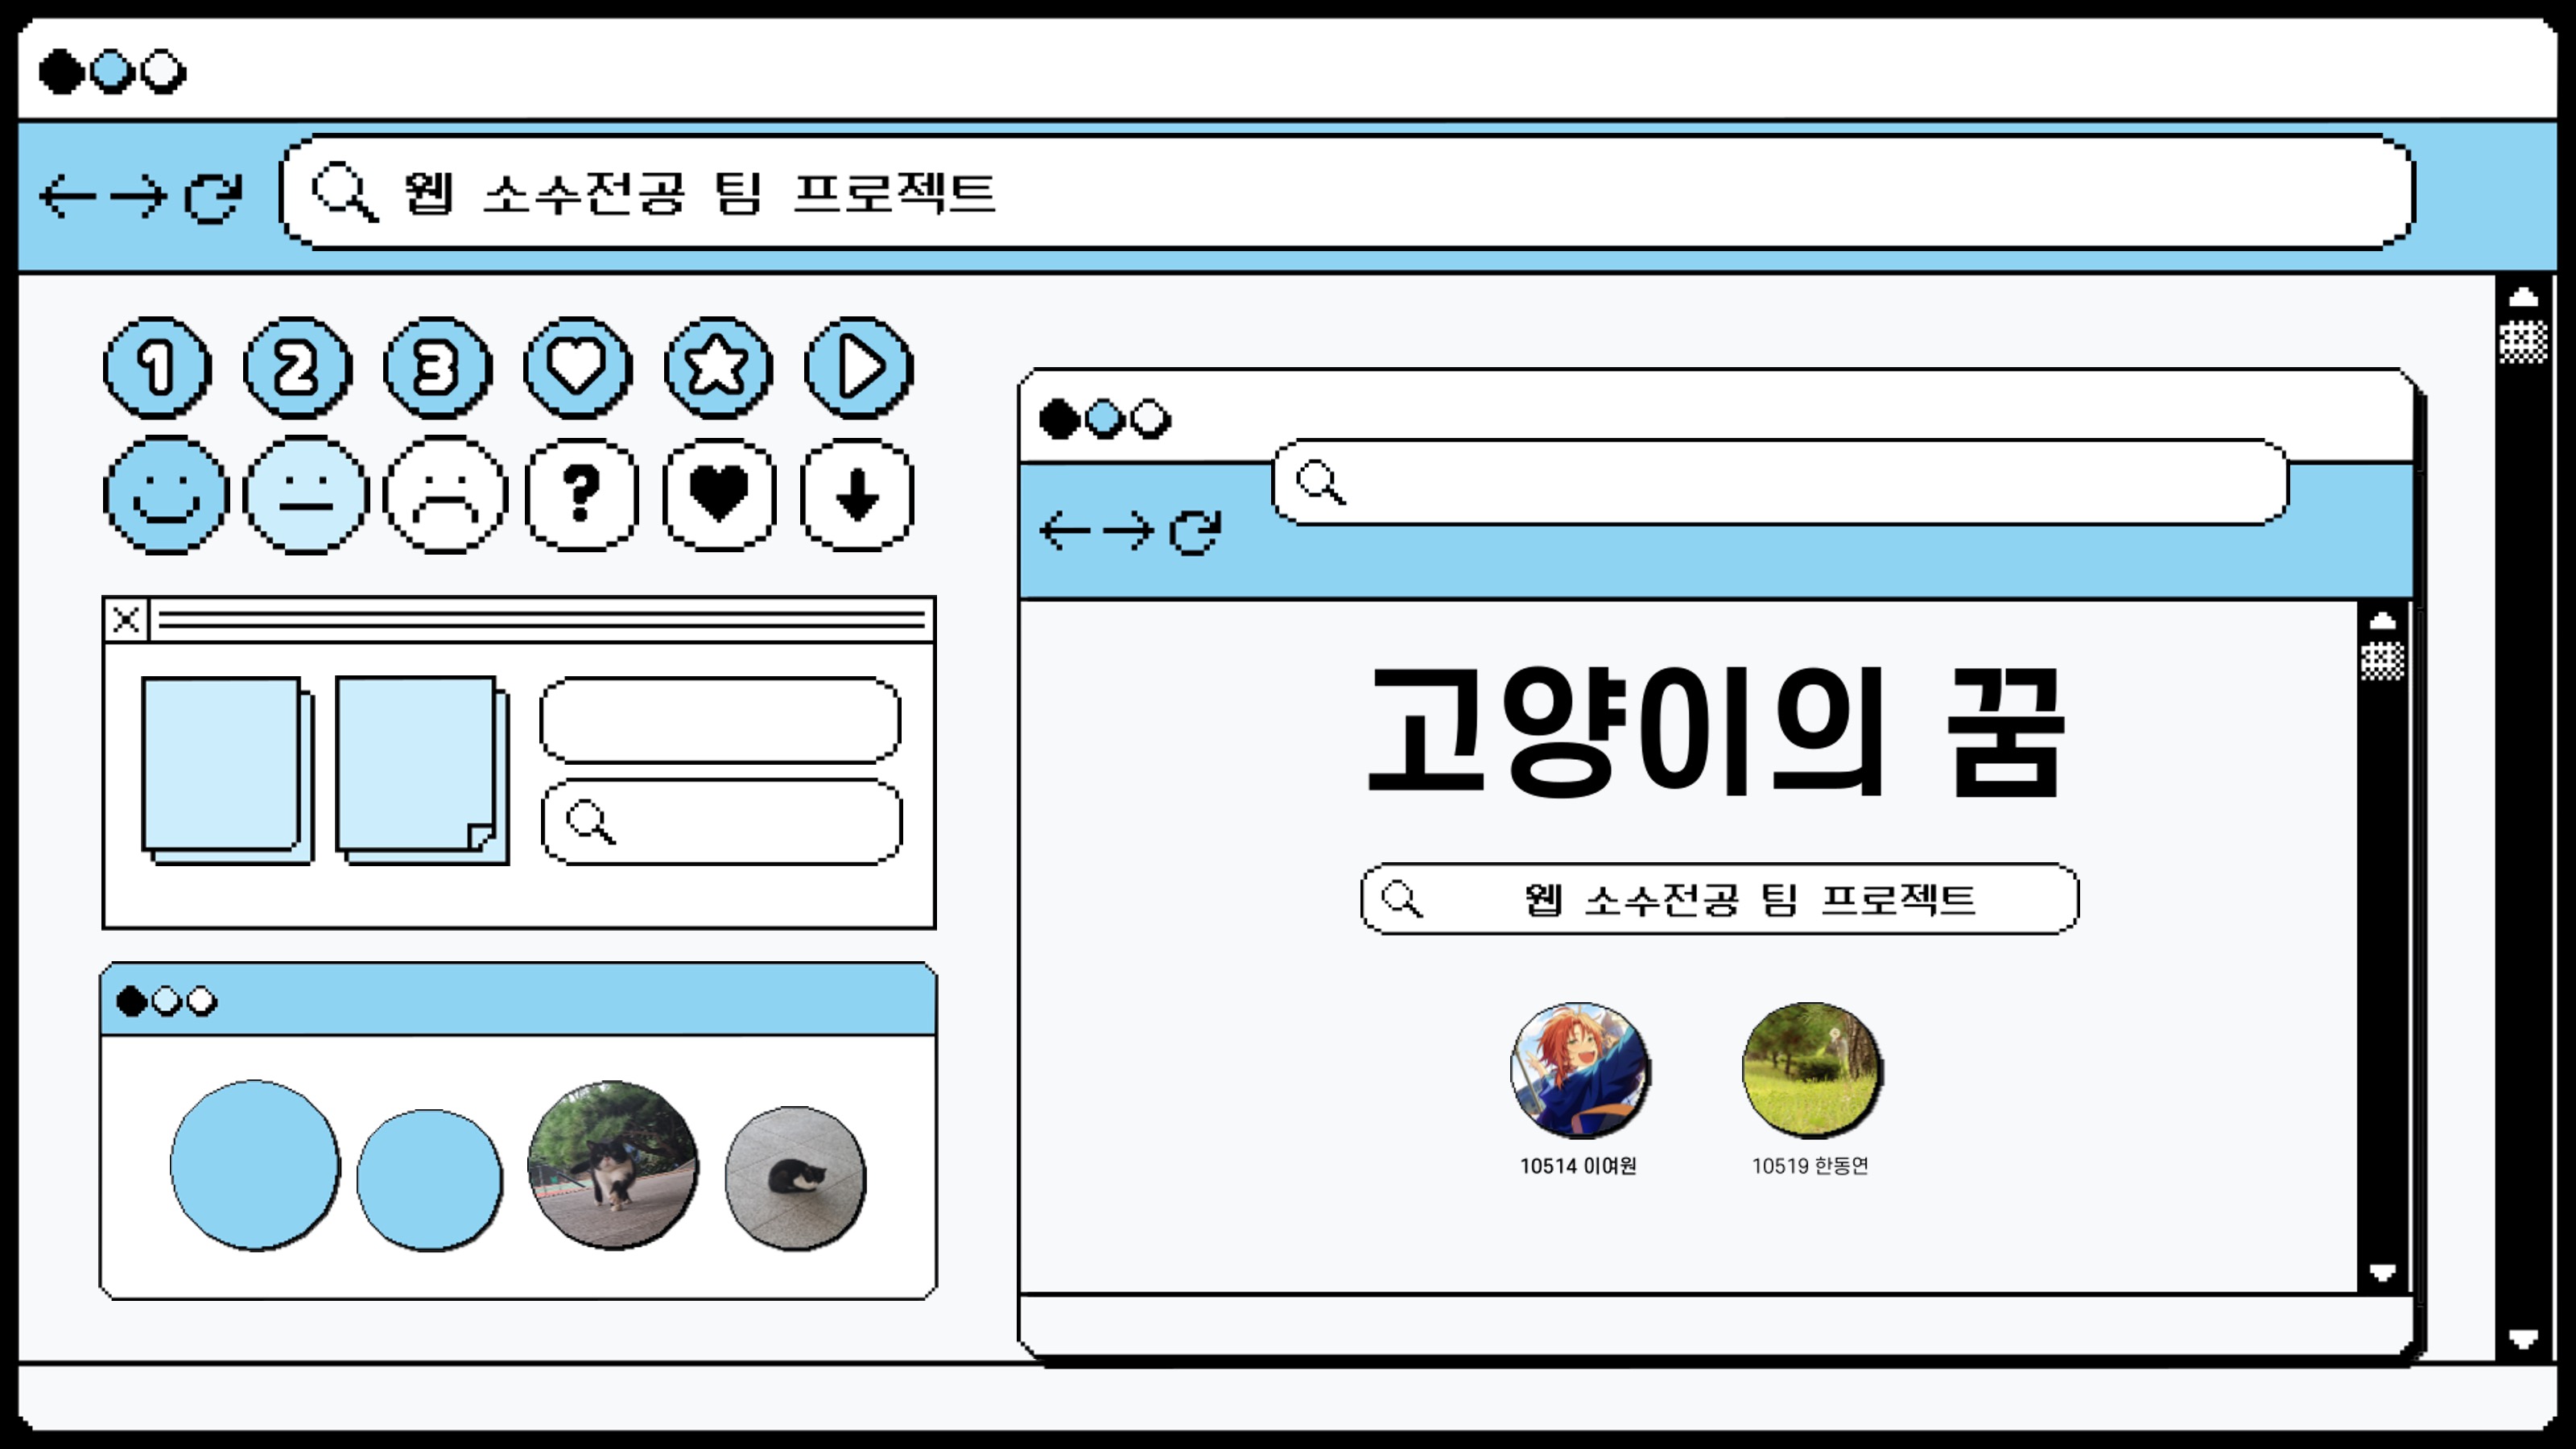 웹 소수전공 팀 프로젝트
1 2 3
?
고양이의 꿈
웹 소수전공 팀 프로젝트
10514 이여원
10519 한동연